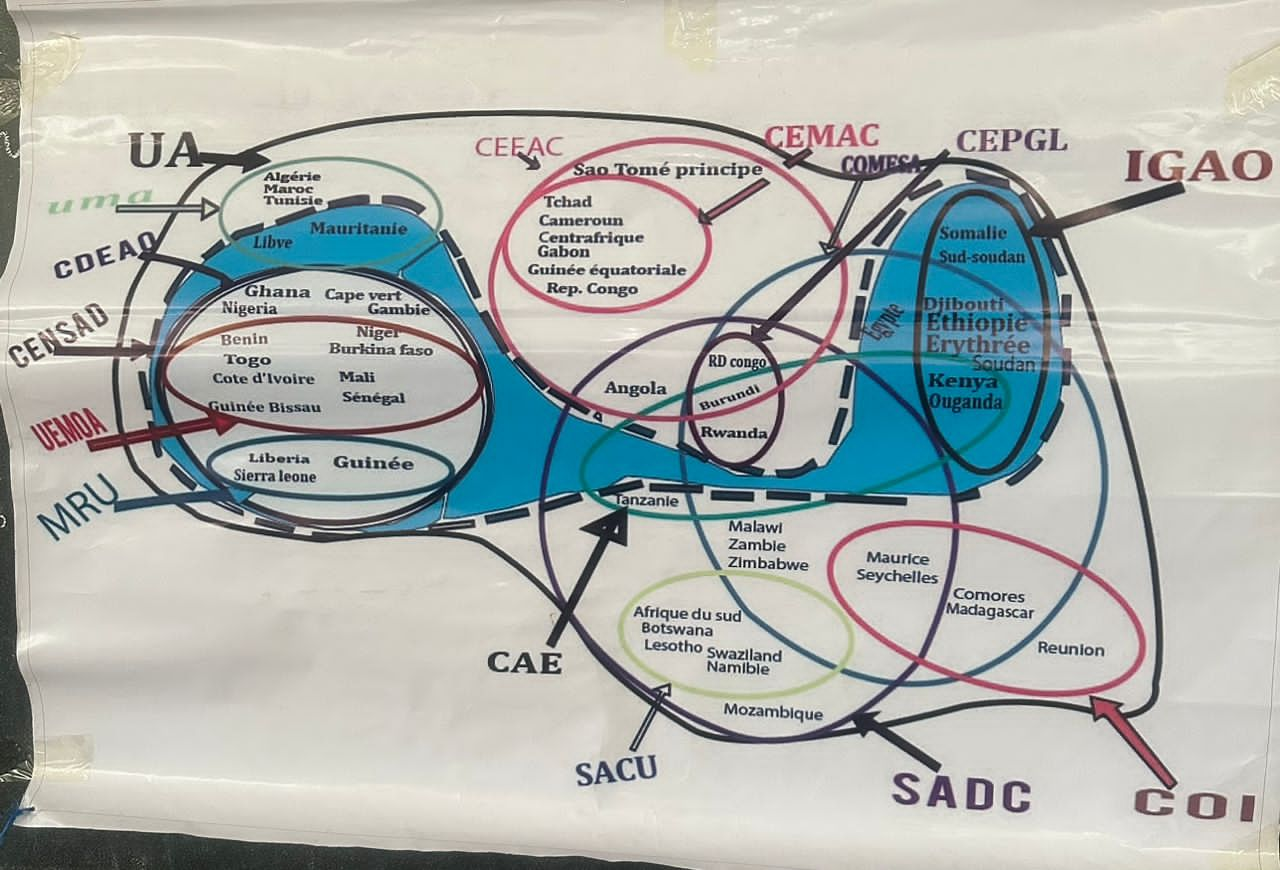 UA
uma
CDEAO
CENSAD
UEMOA
MRU
Algérie
Maroc
Tunisie
Mauritanie
Libye
Ghana
Cape vert
Nigeria
Gambie
Benin
Niger
Togo
Burkina faso
Cote d'Ivoire
Mali
Guinée Bissau
Sénégal
Liberia
Guinée
Sierra leone
CEEAC
CEMAC
COMESA
CEPGL
IGAO
Sao Tomé principe
Tchad
Cameroun
Centrafrique
Gabon
Guinée équatoriale
Rep. Congo
Angola
RD congo
Burundi
Rwanda
Egypte
Somalie
Sud-soudan
Djibouti
Ethiopie
Erythrée
Soudan
Kenya
Ouganda
Tanzanie
Malawi
Zambie
Zimbabwe
Maurice
Seychelles
Comores
Madagascar
Reunion
Afrique du sud
Botswana
Lesotho
Swaziland
Namibie
Mozambique
CAE
SACU
SADC
COI